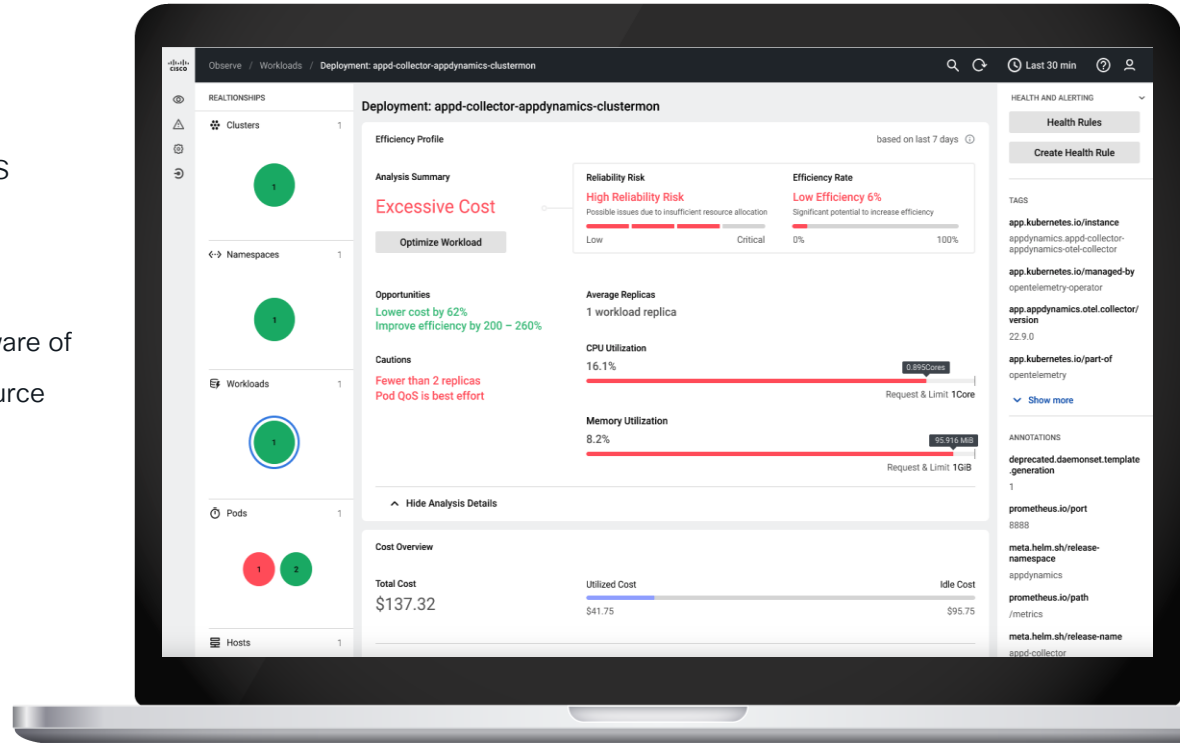 S
are of
urce
CISCO
Observe / Workloads / Deployment: appd-collector-appdynamics-clustermon
Last 30 min
REALTIONSHIPS
Clusters 1
1
Namespaces 1
1
Workloads 1
1
Pods 1
1 2
Hosts 1
Deployment: appd-collector-appdynamics-clustermon
Efficiency Profile
based on last 7 days
Analysis Summary
Excessive Cost
Optimize Workload
Reliability Risk
High Reliability Risk
Possible issues due to insufficient resource allocation
Low Critical
Efficiency Rate
Low Efficiency 6%
Significant potential to increase efficiency
0% 100%
Opportunities
Lower cost by 62%
Improve efficiency by 200 – 260%
Cautions
Fewer than 2 replicas
Pod QoS is best effort
Average Replicas
1 workload replica
CPU Utilization
16.1%
0.895Cores
Request & Limit 1Core
Memory Utilization
8.2%
95.916 MiB
Request & Limit 1GiB
Hide Analysis Details
Cost Overview
Total Cost
$137.32
Utilized Cost Idle Cost
$41.75 $95.75
HEALTH AND ALERTING
Health Rules
Create Health Rule
TAGS
app.kubernetes.io/instance
appdynamics.appd-collector-
appdynamics-otel-collector
app.kubernetes.io/managed-by
opentelemetry-operator
app.appdynamics.otel.collector/
version
22.9.0
app.kubernetes.io/part-of
opentelemetry
Show more
ANNOTATIONS
deprecated.daemonset.template
.generation
1
prometheus.io/port
8888
meta.helm.sh/release-
namespace
appdynamics
prometheus.io/path
/metrics
meta.helm.sh/release-name
appd-collector